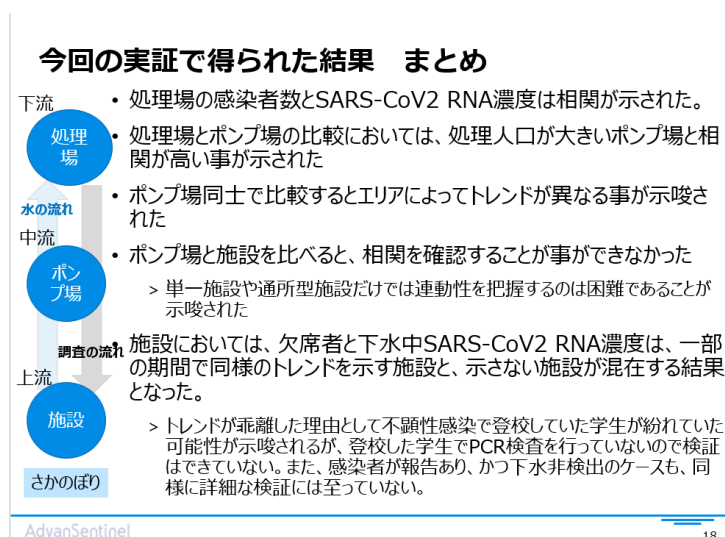 今回の実証で得られた結果　まとめ
下流
処理
場
水の流れ
中流
ポン
プ場
調査の流れ
上流
施設
さかのぼり
• 処理場の感染者数とSARS-CoV2 RNA濃度は相関が示された。
• 処理場とポンプ場の比較においては、処理人口が大きいポンプ場と相
関が高い事が示された
• ポンプ場同士で比較するとエリアによってトレンドが異なる事が示唆さ
れた
• ポンプ場と施設を比べると、相関を確認することが事ができなかった
> 単一施設や通所型施設だけでは連動性を把握するのは困難であることが
示唆された
• 施設においては、欠席者と下水中SARS-CoV2 RNA濃度は、一部
の期間で同様のトレンドを示す施設と、示さない施設が混在する結果
となった。
> トレンドが乖離した理由として不顕性感染で登校していた学生が紛れていた
可能性が示唆されるが、登校した学生でPCR検査を行っていないので検証
はできていない。また、感染者が報告あり、かつ下水非検出のケースも、同
様に詳細な検証には至っていない。
AdvanSentinel
18